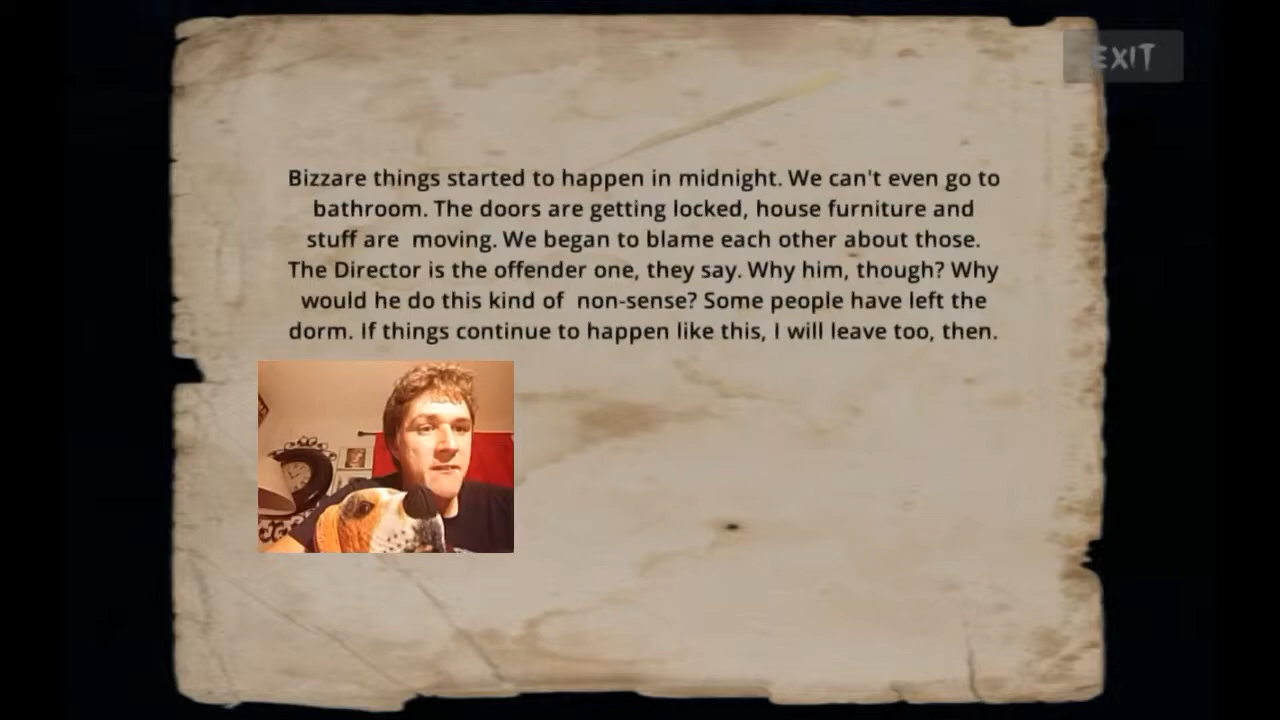 EXIT
Bizzare things started to happen in midnight. We can't even go to
bathroom. The doors are getting locked, house furniture and
stuff are  moving. We began to blame each other about those.
The Director is the offender one, they say. Why him, though? Why
would he do this kind of  non-sense? Some people have left the
dorm. If things continue to happen like this, I will leave too, then.